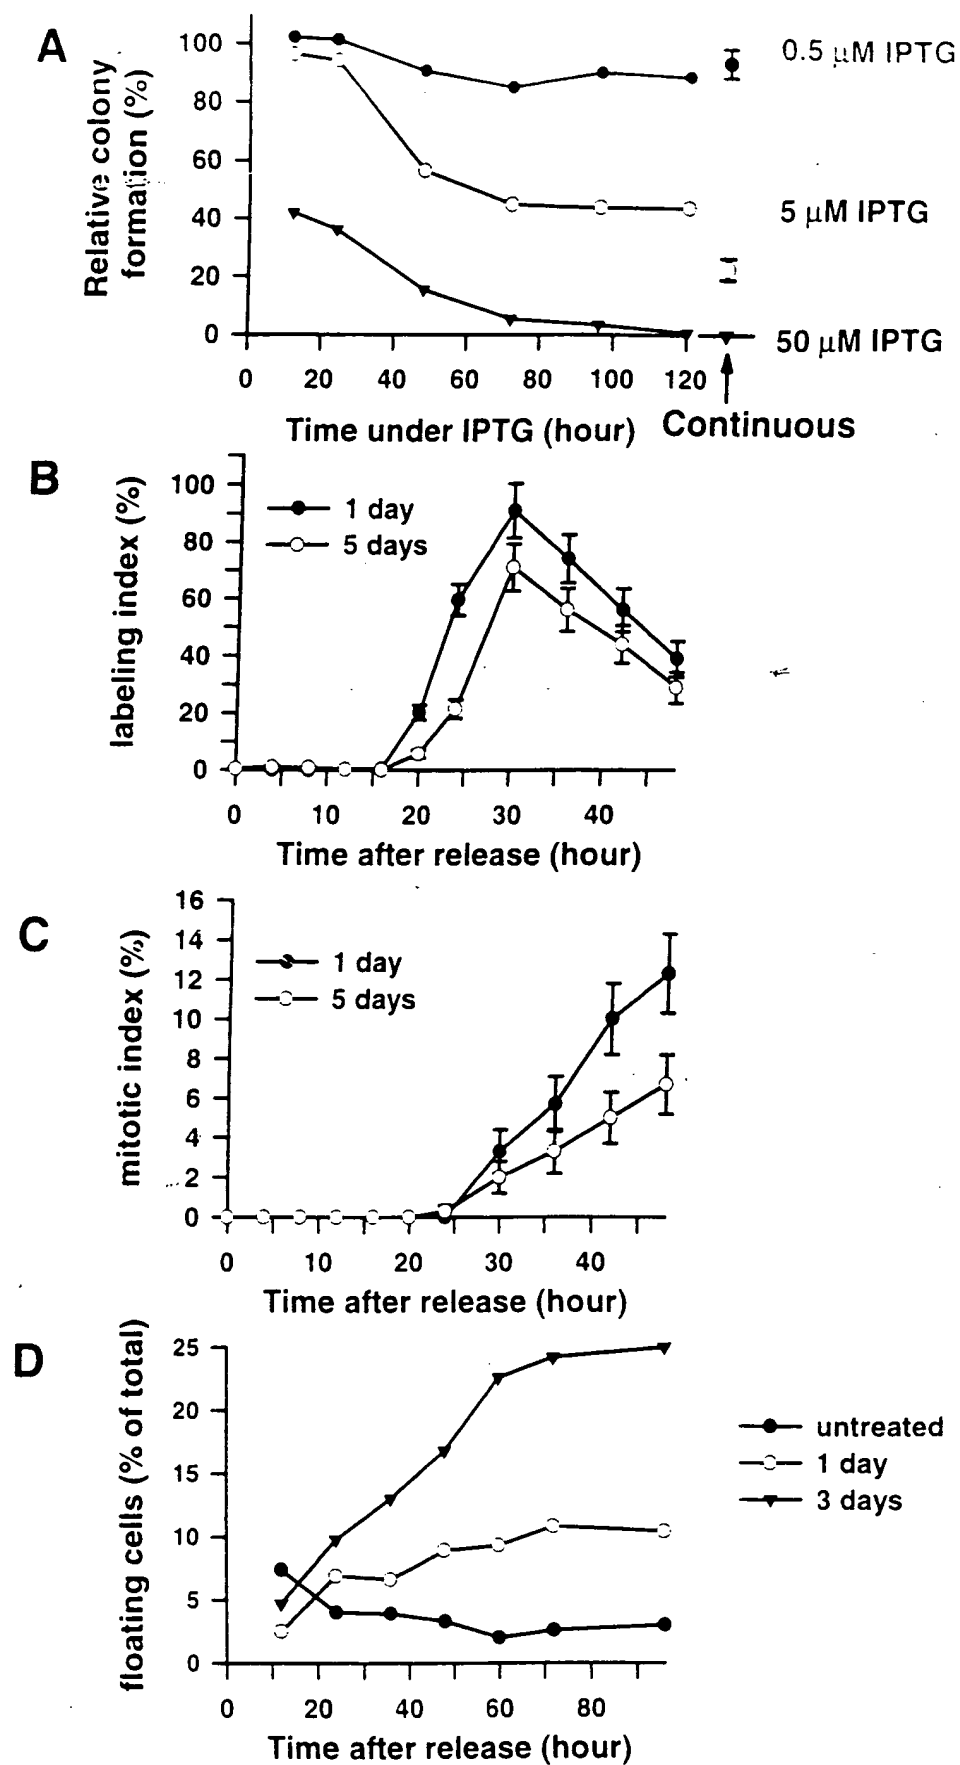 A
Relative colony
formation (%)
100
80
60
40
20
0
0 20 40 60 80 100 120
Time under IPTG (hour)
0.5 µM IPTG
5 µM IPTG
50 µM IPTG
Continuous
B
labeling index (%)
100
80
60
40
20
0
1 day
5 days
0 10 20 30 40
Time after release (hour)
C
mitotic index (%)
16
14
12
10
8
6
4
2
0
1 day
5 days
0 10 20 30 40
Time after release (hour)
D
floating cells (% of total)
25
20
15
10
5
0
untreated
1 day
3 days
0 20 40 60 80
Time after release (hour)